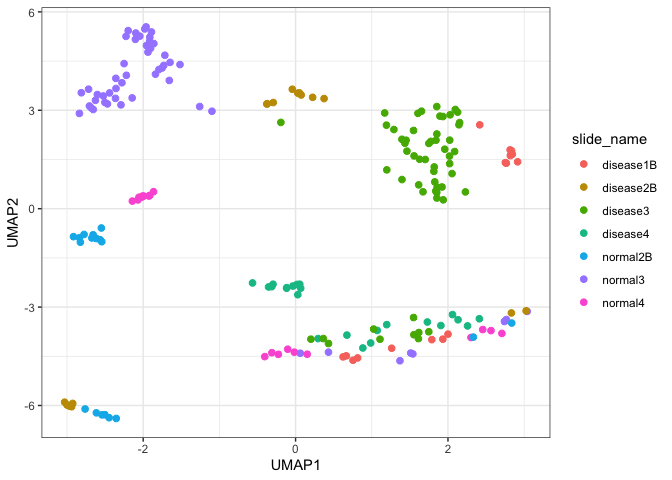 6
3
0
-3
-6
UMAP2
-2
0
2
UMAP1
slide_name
disease1B
disease2B
disease3
disease4
normal2B
normal3
normal4